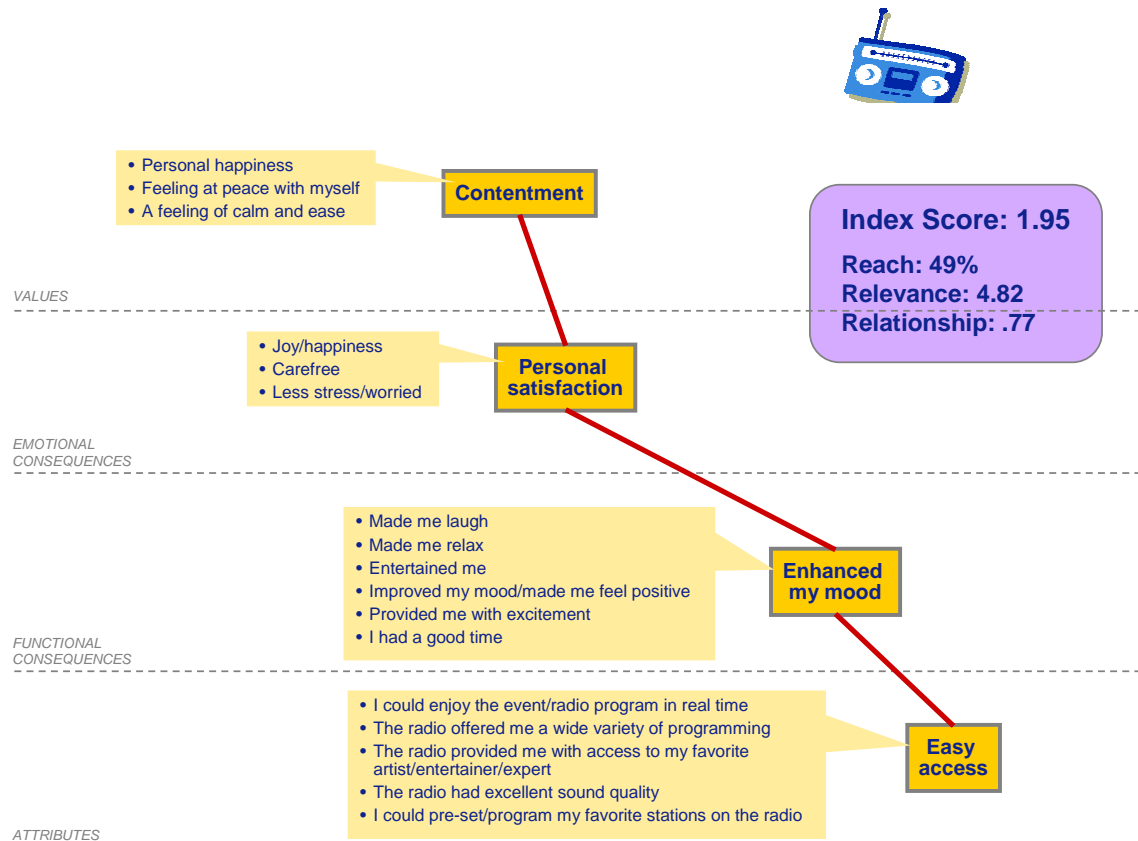 • Personal happiness
• Feeling at peace with myself
• A feeling of calm and ease
Contentment
Index Score: 1.95
Reach: 49%
Relevance: 4.82
Relationship: .77
VALUES
• Joy/happiness
• Carefree
• Less stress/worried
Personal
satisfaction
EMOTIONAL
CONSEQUENCES
• Made me laugh
• Made me relax
• Entertained me
• Improved my mood/made me feel positive
• Provided me with excitement
• I had a good time
Enhanced
my mood
FUNCTIONAL
CONSEQUENCES
• I could enjoy the event/radio program in real time
• The radio offered me a wide variety of programming
• The radio provided me with access to my favorite
artist/entertainer/expert
• The radio had excellent sound quality
• I could pre-set/program my favorite stations on the radio
Easy
access
ATTRIBUTES